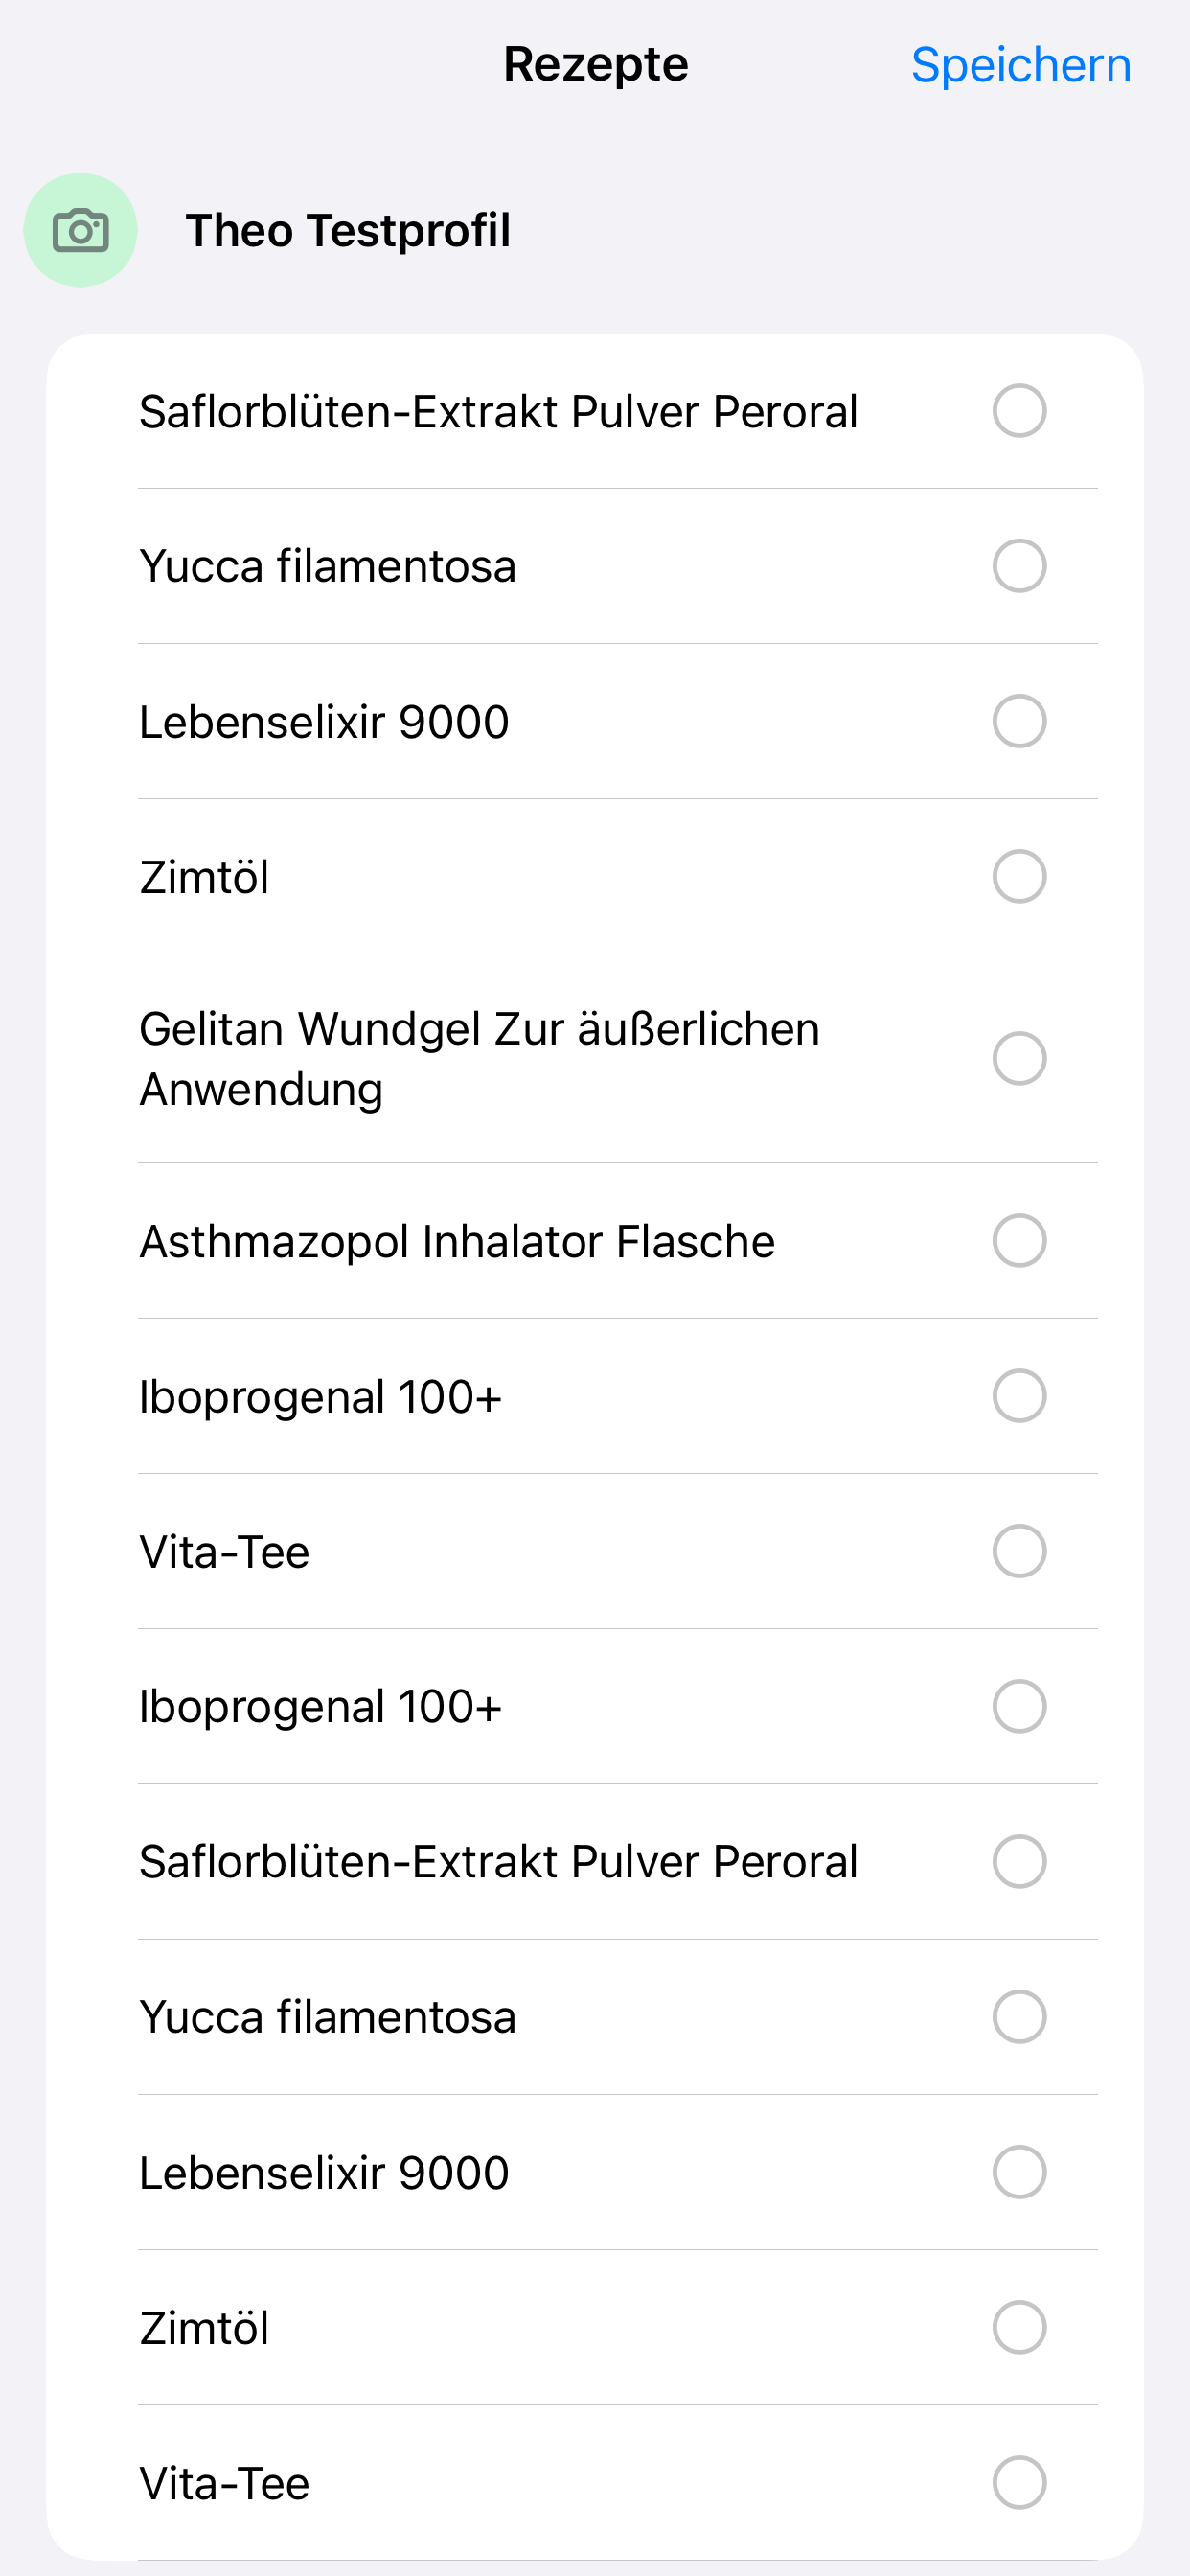 Rezepte
Speichern
Theo Testprofil
Saflorblüten-Extrakt Pulver Peroral
Yucca filamentosa
Lebenselixir 9000
Zimtöl
Gelitan Wundgel Zur äußerlichen
Anwendung
Asthmazopol Inhalator Flasche
Iboprogenal 100+
Vita-Tee
Iboprogenal 100+
Saflorblüten-Extrakt Pulver Peroral
Yucca filamentosa
Lebenselixir 9000
Zimtöl
Vita-Tee